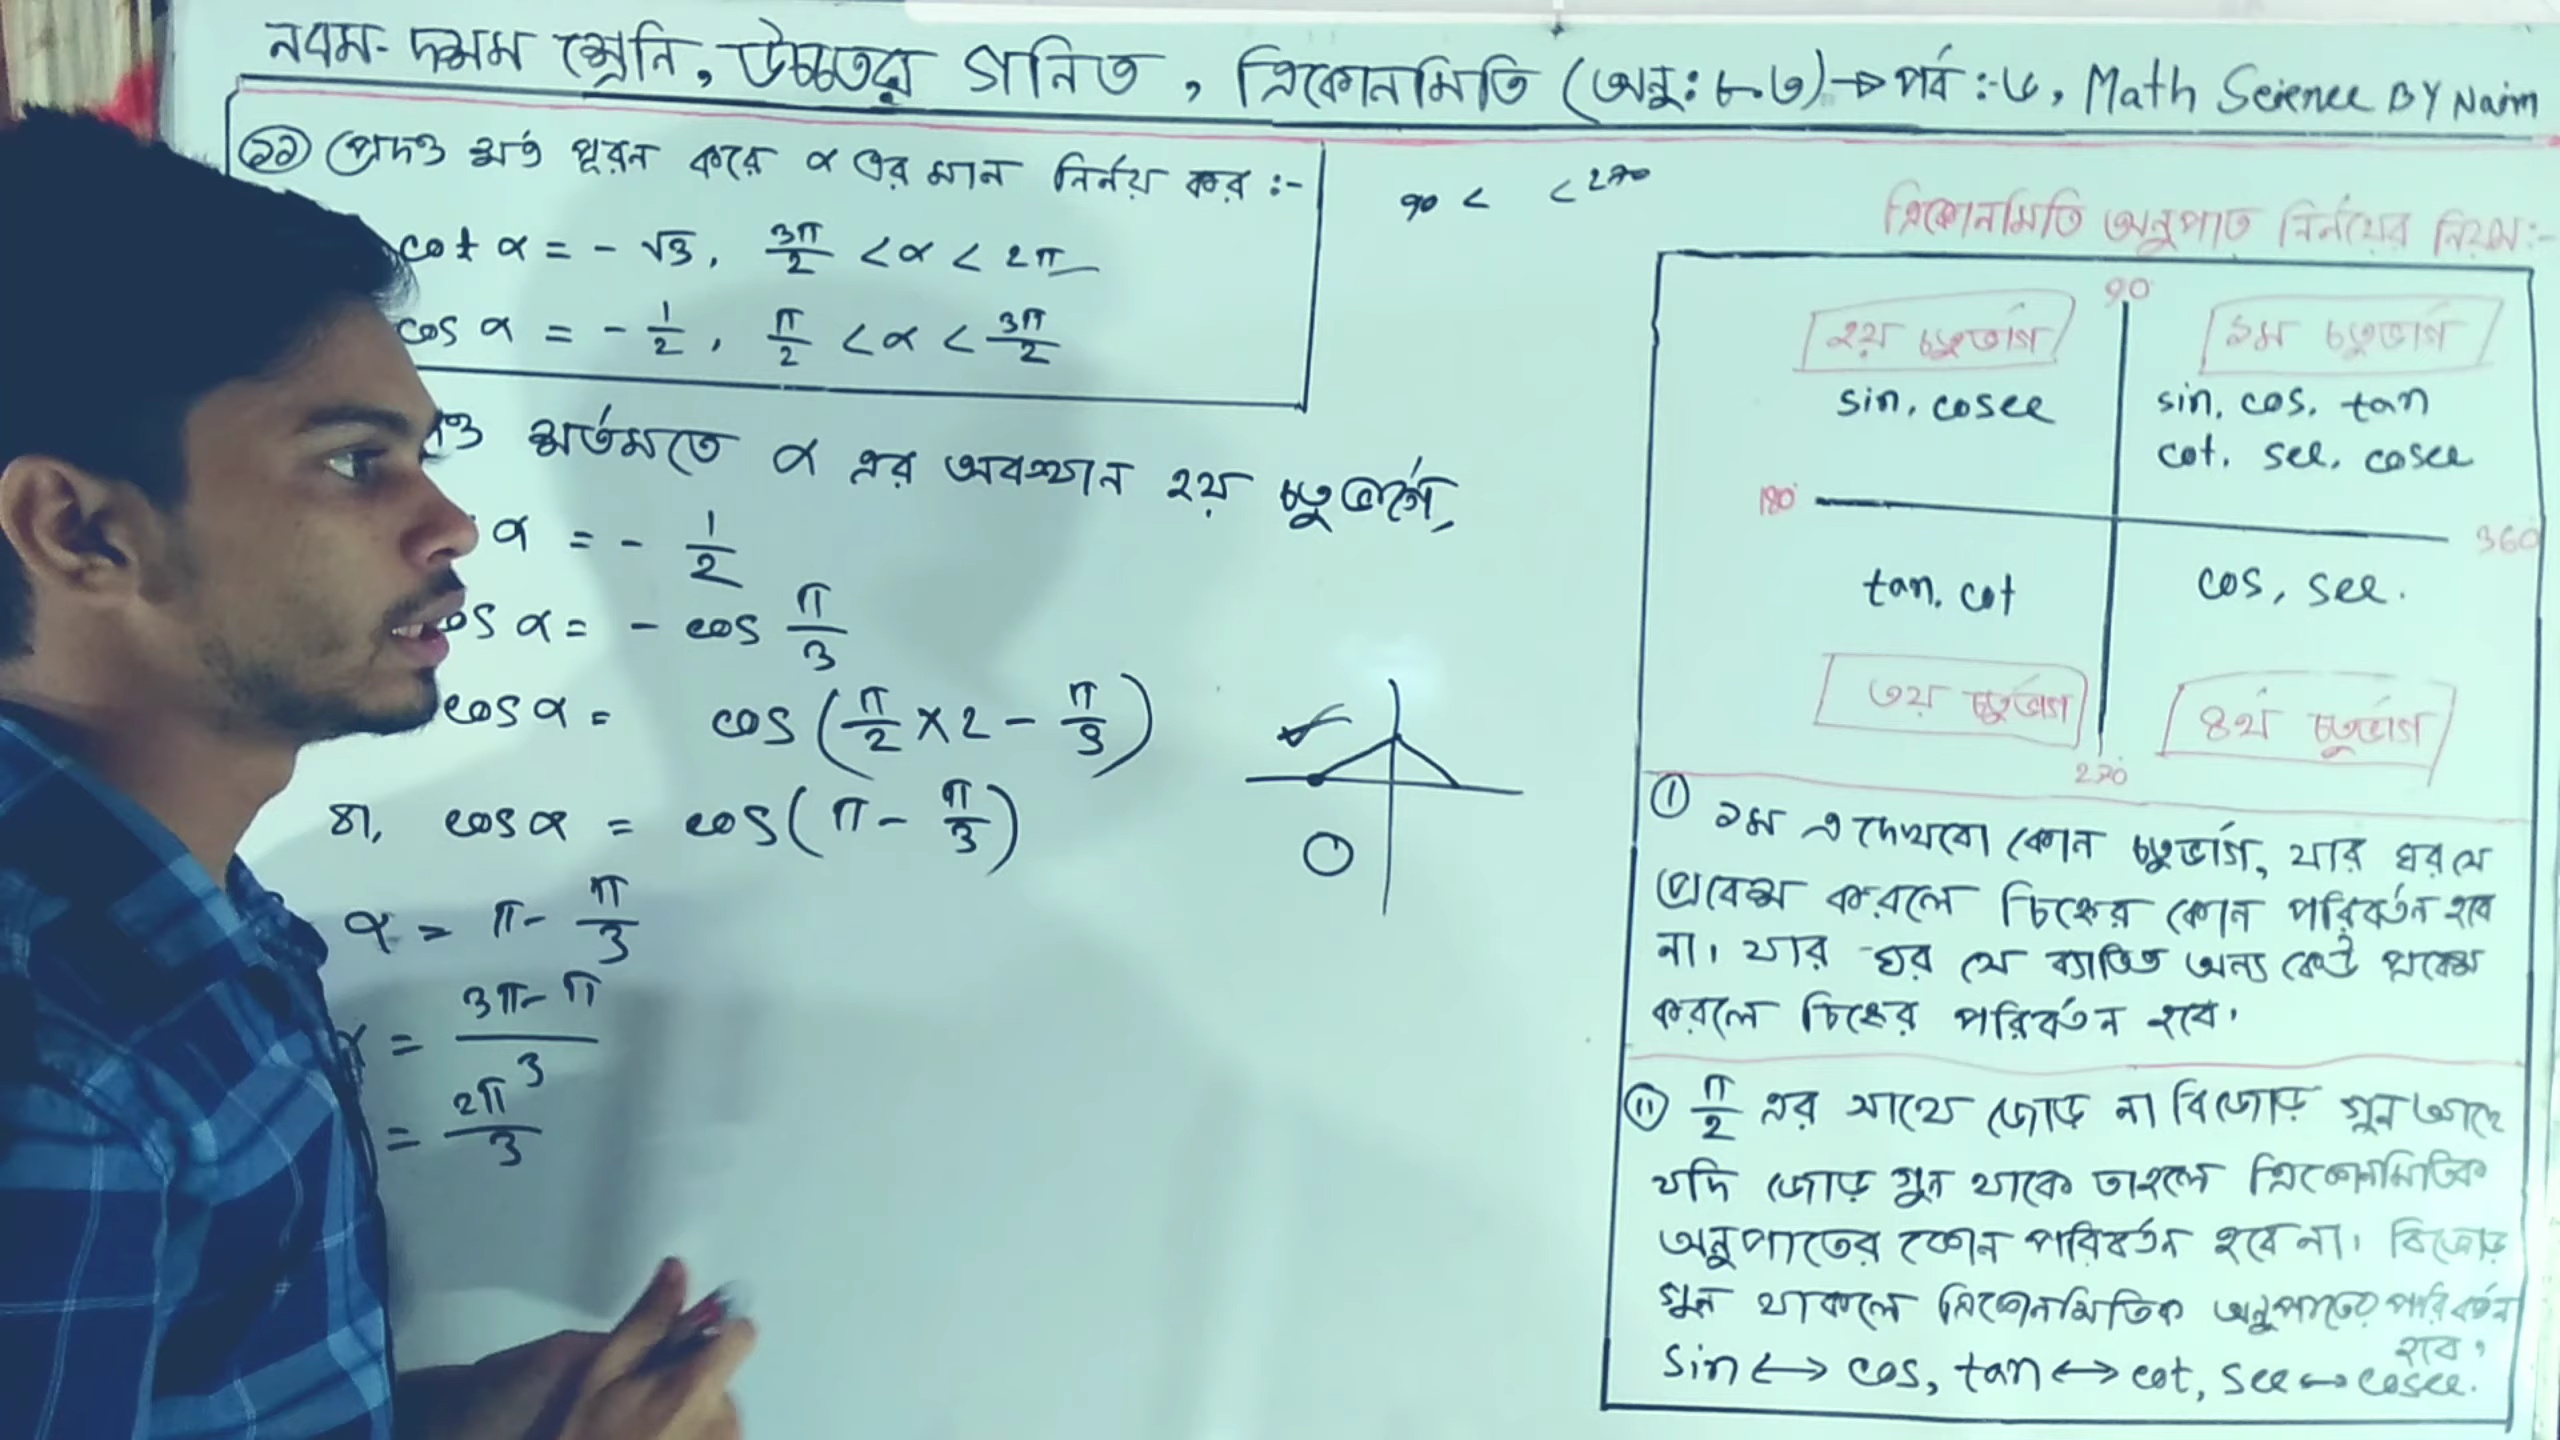 নবম-দশম শ্রেনি, উচ্চতর গনিত, ত্রিকোনমিতি (অনু: ৮.৩) → পর্ব :-৬, Math Science BY Naim
১১ প্রদত্ত শর্ত পূরন করে α এর মান নির্নয় কর :-
cot α = - √3, 3π/2 < α < 2π
cos α = - 1/2, π/2 < α < 3π/2
90 < < 270
শর্তমতে α এর অবস্থান ২য় চতুর্ভাগে,
α = - 1/2
cos α = - cos π/3
cos α = cos (π/2 × 2 - π/3)
বা, cos α = cos (π - π/3)
α = π - π/3
α = 3π - π / 3
= 2π/3
ত্রিকোনমিতি অনুপাত নির্নয়ের নিয়ম:-
90
২য় চতুর্ভাগ
১ম চতুর্ভাগ
sin, cosec
sin, cos, tan
cot, sec, cosec
180
360
tan, cot
cos, sec.
৩য় চতুর্ভাগ
৪র্থ চতুর্ভাগ
270
① ১ম এ দেখবো কোন চতুর্ভাগ, যার ঘর সে
প্রবেশ করলে চিহ্নের কোন পরিবর্তন হবে
না। যার ঘর সে ব্যতিত অন্য কেউ প্রবেশ
করলে চিহ্নের পরিবর্তন হবে।
⑪ π/2 এর সাথে জোড় না বিজোড় গুন আছে
যদি জোড় গুন থাকে তাহলে ত্রিকোনমিতিক
অনুপাতের কোন পরিবর্তন হবে না। বিজোড়
গুন থাকলে ত্রিকোনমিতিক অনুপাতের পরিবর্তন
হবে।
sin ↔ cos, tan ↔ cot, sec ↔ cosec.